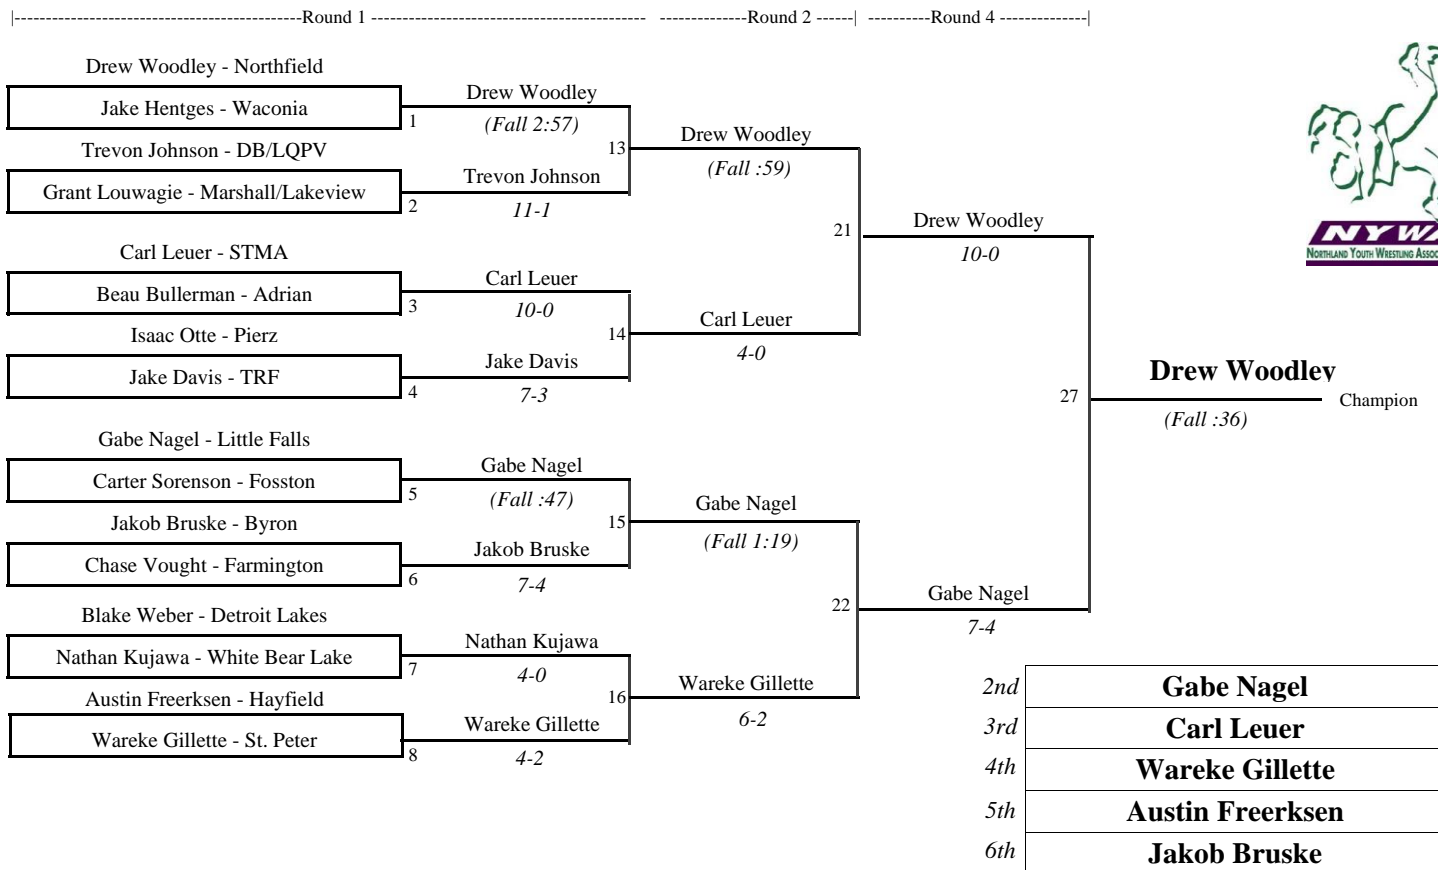 |----------------------------------------------Round 1 -------------------------------------------- --------------Round 2 ------| ----------Round 4 --------------|
Drew Woodley - Northfield
Jake Hentges - Waconia
1
Drew Woodley
(Fall 2:57)
Trevon Johnson - DB/LQPV
Grant Louwagie - Marshall/Lakeview
2
Trevon Johnson
11-1
13
Drew Woodley
(Fall :59)
Carl Leuer - STMA
Beau Bullerman - Adrian
3
Carl Leuer
10-0
Isaac Otte - Pierz
Jake Davis - TRF
4
Jake Davis
7-3
14
Carl Leuer
4-0
21
Drew Woodley
10-0
Gabe Nagel - Little Falls
Carter Sorenson - Fosston
5
Gabe Nagel
(Fall :47)
Jakob Bruske - Byron
Chase Vought - Farmington
6
Jakob Bruske
7-4
15
Gabe Nagel
(Fall 1:19)
Blake Weber - Detroit Lakes
Nathan Kujawa - White Bear Lake
7
Nathan Kujawa
4-0
Austin Freerksen - Hayfield
Wareke Gillette - St. Peter
8
Wareke Gillette
4-2
16
Wareke Gillette
6-2
22
Gabe Nagel
7-4
27
Drew Woodley
Champion
(Fall :36)
NYW
NORTHLAND YOUTH WRESTLING
2nd Gabe Nagel
3rd Carl Leuer
4th Wareke Gillette
5th Austin Freerksen
6th Jakob Bruske